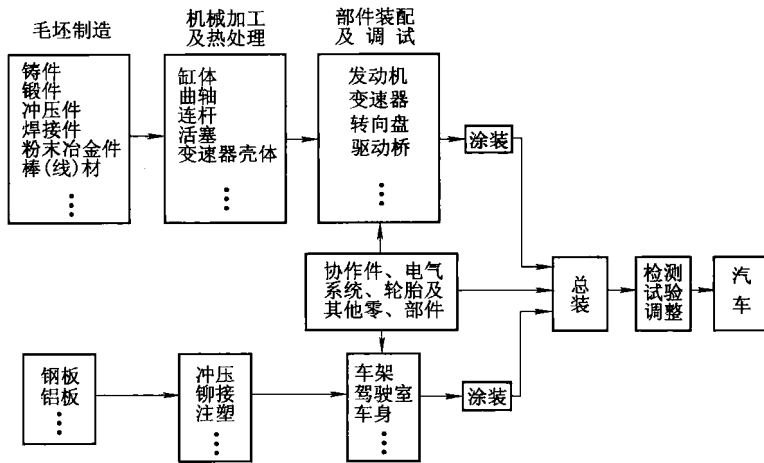 毛坯制造
铸件
锻件
冲压件
焊接件
粉末冶金件
棒(线)材
机械加工
及热处理
缸体
曲轴
连杆
活塞
变速器壳体
部件装配
及调试
发动机
变速器
转向盘
驱动桥
涂装
协作件、电气
系统、轮胎及
其他零、部件
钢板
铝板
冲压
铆接
注塑
车架
驾驶室
车身
涂装
总
装
检测
试验
调整
汽
车